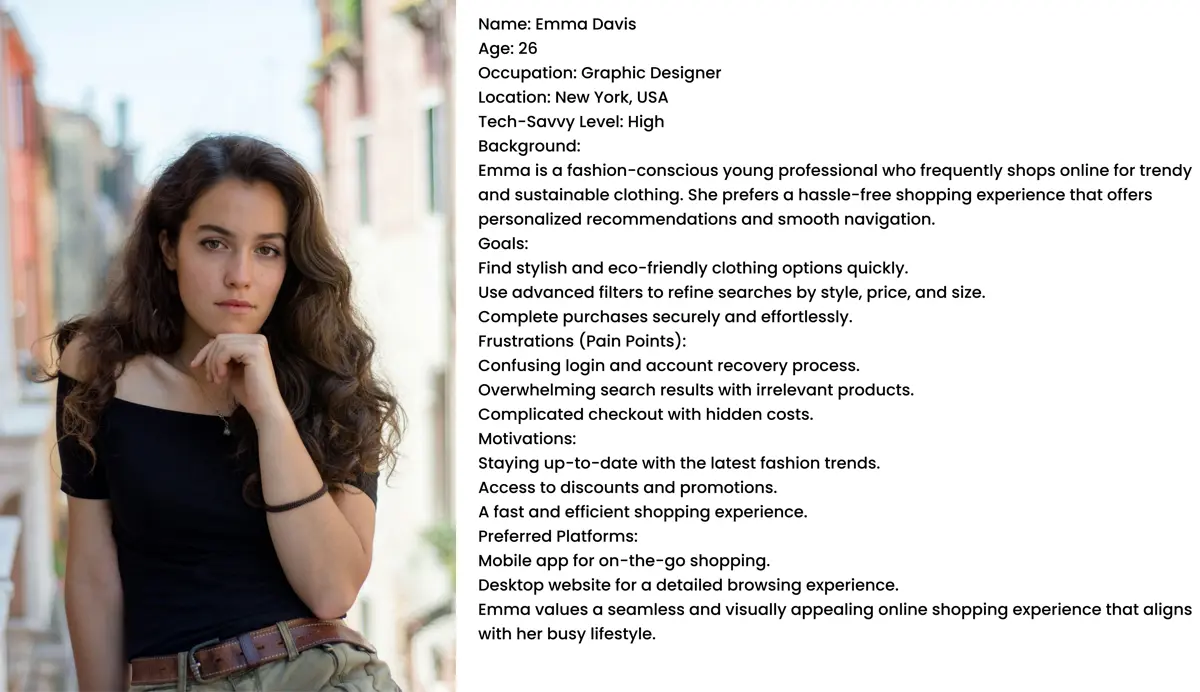 Name: Emma Davis
Age: 26
Occupation: Graphic Designer
Location: New York, USA
Tech-Savvy Level: High
Background:
Emma is a fashion-conscious young professional who frequently shops online for trendy
and sustainable clothing. She prefers a hassle-free shopping experience that offers
personalized recommendations and smooth navigation.
Goals:
Find stylish and eco-friendly clothing options quickly.
Use advanced filters to refine searches by style, price, and size.
Complete purchases securely and effortlessly.
Frustrations (Pain Points):
Confusing login and account recovery process.
Overwhelming search results with irrelevant products.
Complicated checkout with hidden costs.
Motivations:
Staying up-to-date with the latest fashion trends.
Access to discounts and promotions.
A fast and efficient shopping experience.
Preferred Platforms:
Mobile app for on-the-go shopping.
Desktop website for a detailed browsing experience.
Emma values a seamless and visually appealing online shopping experience that aligns
with her busy lifestyle.